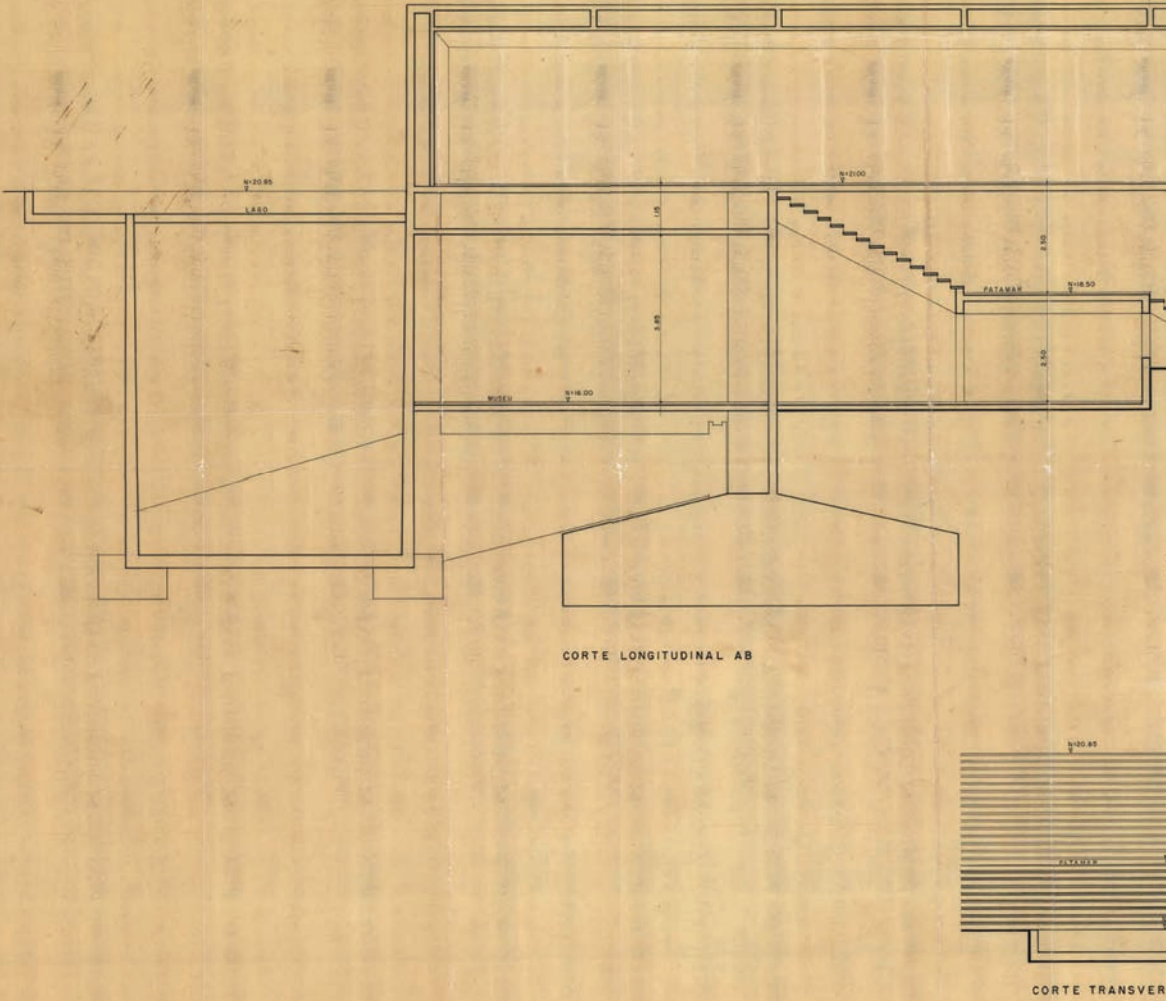 N=21.00
N=20.85
LAGO
1.15
2.50
PATAMAR
N=18.50
3.85
2.50
MUSEU
N=16.00
CORTE LONGITUDINAL AB
N=20.85
PATAMAR
CORTE TRANSVER